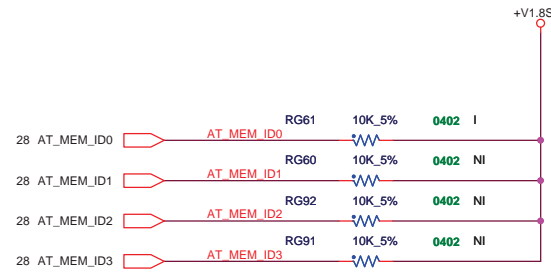 +V1.8S
RG61 10K_5% 0402 I
28 AT_MEM_ID0 AT_MEM_ID0
RG60 10K_5% 0402 NI
28 AT_MEM_ID1 AT_MEM_ID1
RG92 10K_5% 0402 NI
28 AT_MEM_ID2 AT_MEM_ID2
RG91 10K_5% 0402 NI
28 AT_MEM_ID3 AT_MEM_ID3